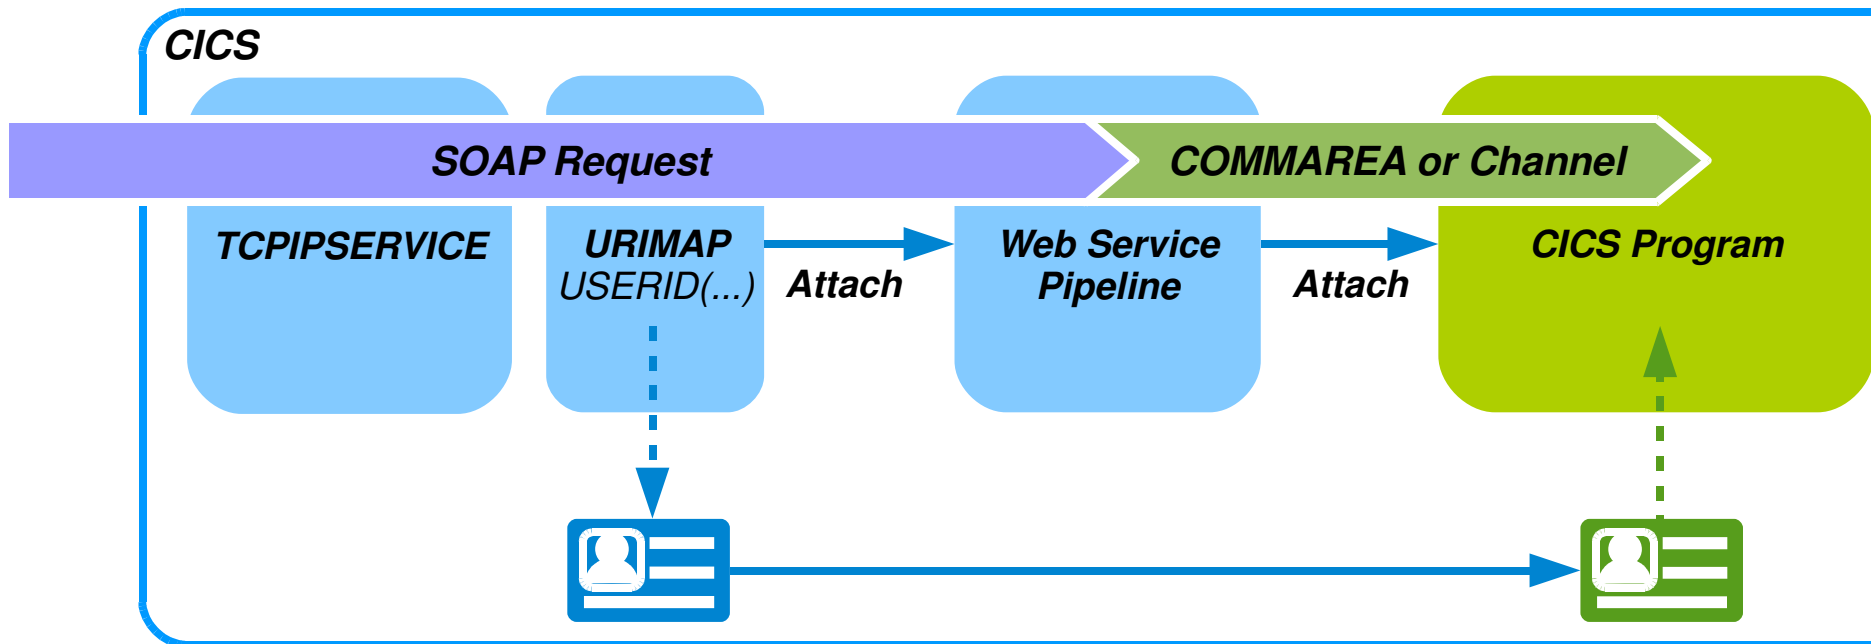 CICS
SOAP Request
COMMAREA or Channel
TCPIPSERVICE
URIMAP
USERID(...)
Attach
Web Service
Pipeline
Attach
CICS Program